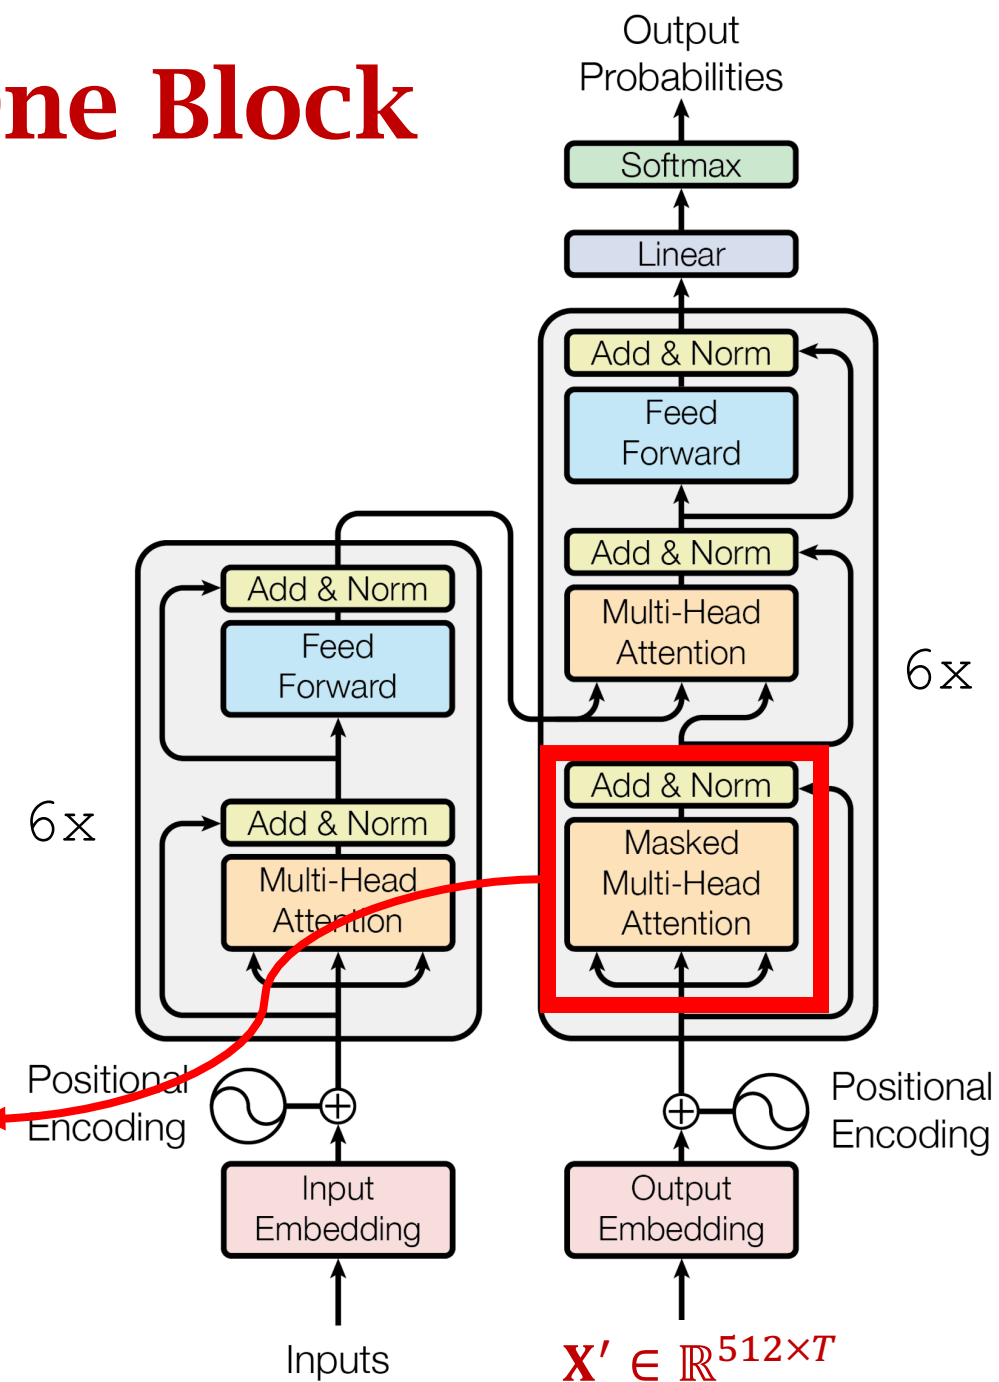 ne Block
Output
Probabilities
Softmax
Linear
Add & Norm
Feed
Forward
Add & Norm
Multi-Head
Attention
6x
Add & Norm
Masked
Multi-Head
Attention
Positional
Encoding
Output
Embedding
X′ ∈ ℝ^{512×T}
Add & Norm
Feed
Forward
6x
Add & Norm
Multi-Head
Attention
Positional
Encoding
Input
Embedding
Inputs